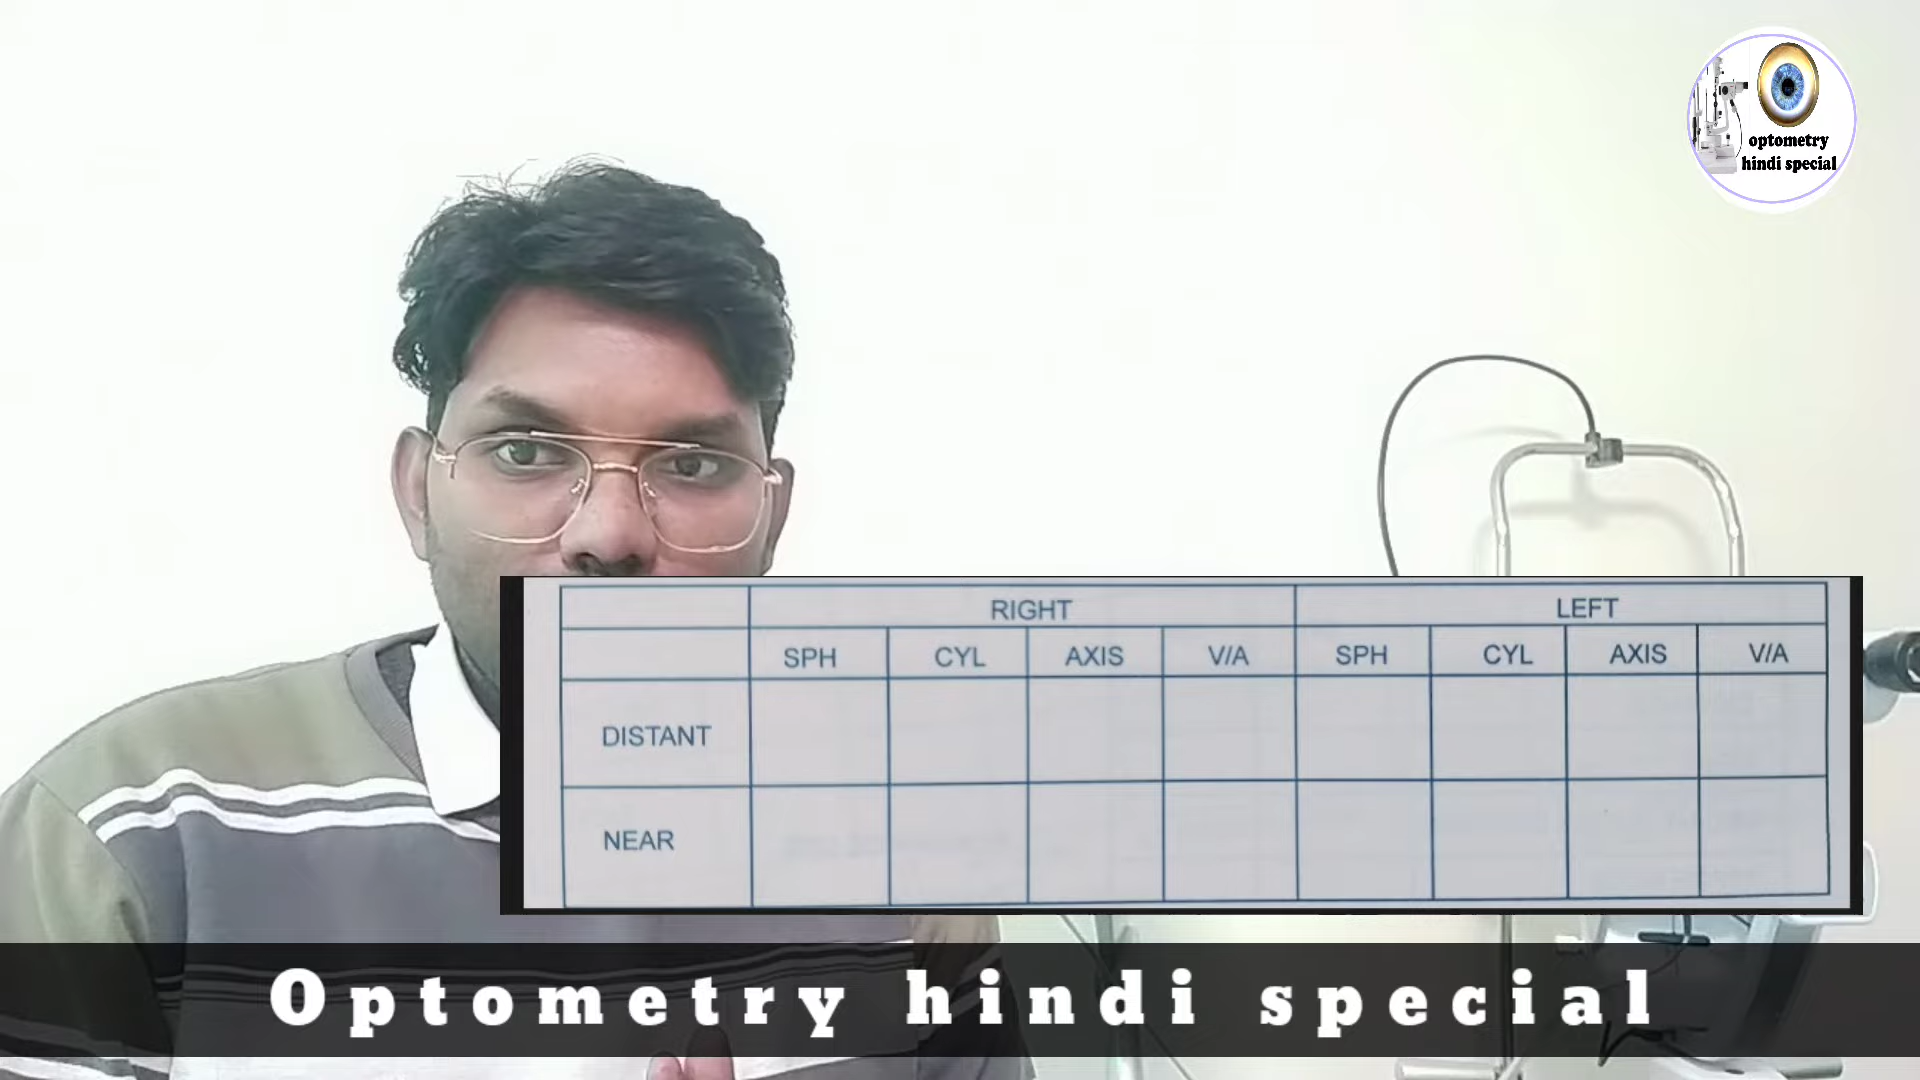 optometry
hindi special
RIGHT LEFT
SPH CYL AXIS V/A SPH CYL AXIS V/A
DISTANT
NEAR
Optometry hindi special